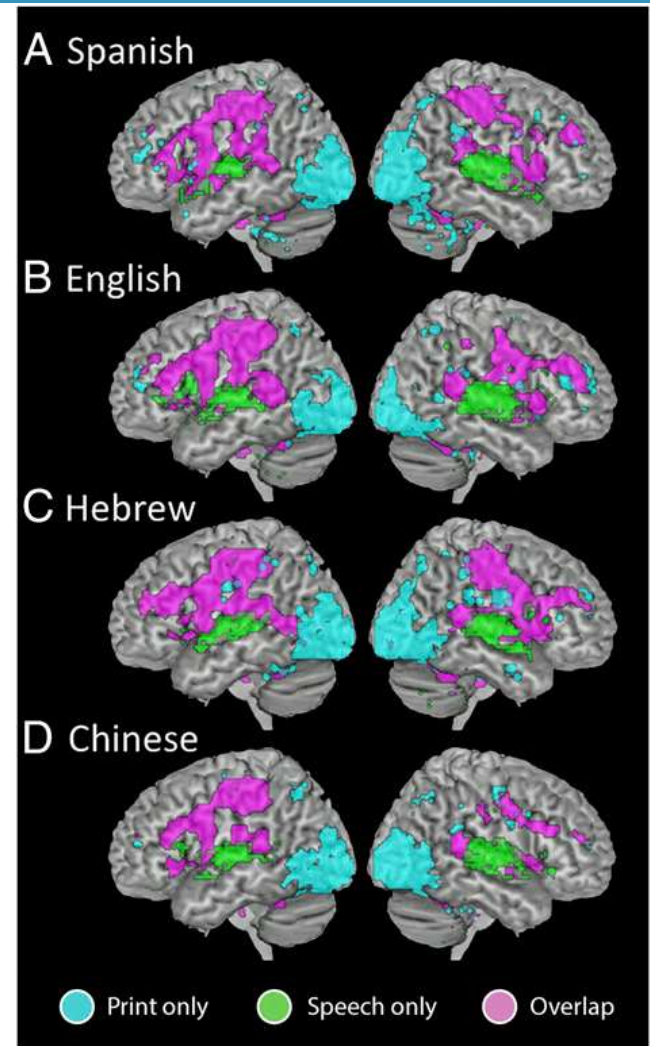 A Spanish
B English
C Hebrew
D Chinese
Print only Speech only Overlap